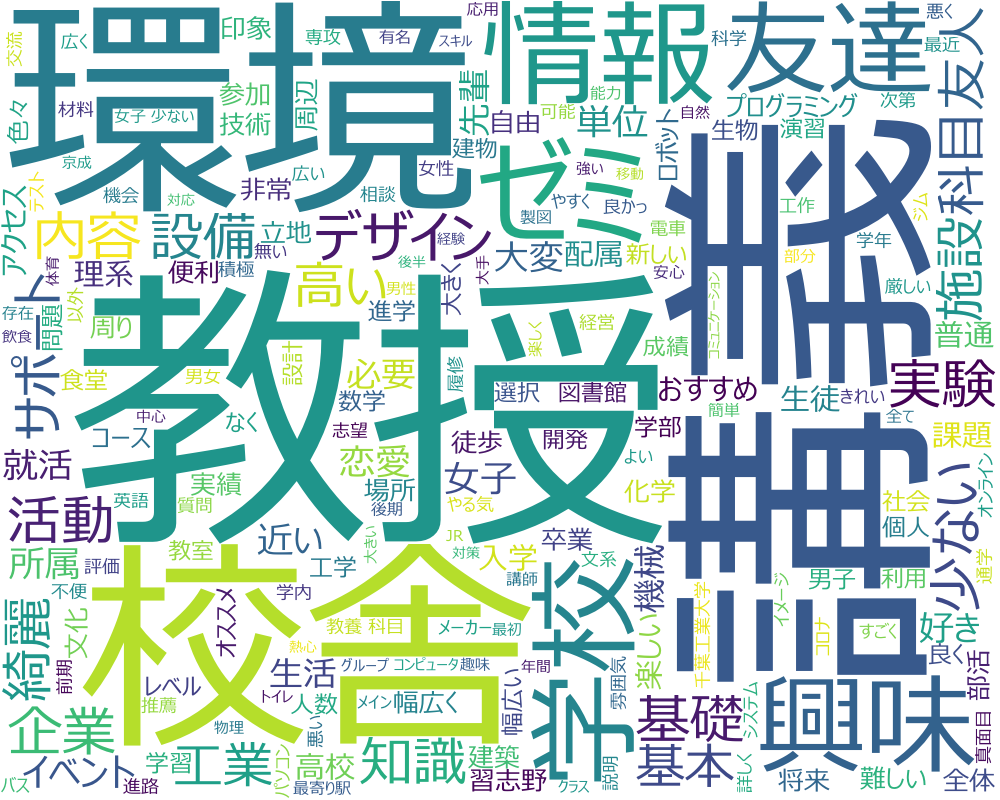 応用
悪く
交流
広く
印象
専攻
有名
スキル
情報
友達
科学
最近
環境
色々
材料
女子 少ない
参加
技術
周辺
先輩
可能
能力
自由
単位
自然
プログラミング
次第
友人
京成
機会
対応
非常
広い
相談
女性
建物
ゼミ
強い
移動
ロボット
生物
演習
科目
アクセス
テスト
内容
設備
立地
デザイン
経験
製図
やすく
良かっ
電車
工作
ジム
講義
体育
理系
便利
積極
無い
高い
後半
男性
大きく
大手
大変
配属
新しい
安心
部分
学年
厳しい
施設
存在
飲食
サポート
問題
以外
周り
進学
楽しく
経営
成績
コミュニケーション
普通
食堂
男女
教授
設計
必要
履修
選択
図書館
おすすめ
簡単
生徒
きれい
実験
コース
なく
中心
志望
数学
徒歩
開発
学部
よい
全て
課題
就活
実績
恋愛
英語
質問
場所
後期
やる気
女子
化学
社会
オンライン
活動
個人
少ない
所属
評価
教室
近い
工学
大きい
JR
対策
入学
卒業
文系
機械
男子
利用
通学
不便
校舎
学内
講師
学校
千葉工業大学
イメージ
コロナ
すごく
好き
綺麗
文化
オススメ
教養 科目
メーカー
最初
熱心
楽しい
良く
部活
前期
レベル
生活
グループ
コンピュータ
趣味
年間
雰囲気
推薦
トイレ
人数
メイン
幅広く
幅広い
基礎
システム
興味
真面目
企業
物理
悪い
知識
建築
説明
詳しく
イベント
学習
工業
パソコン
高校
習志野
基本
将来
難しい
全体
バス
進路
最寄り駅
クラス